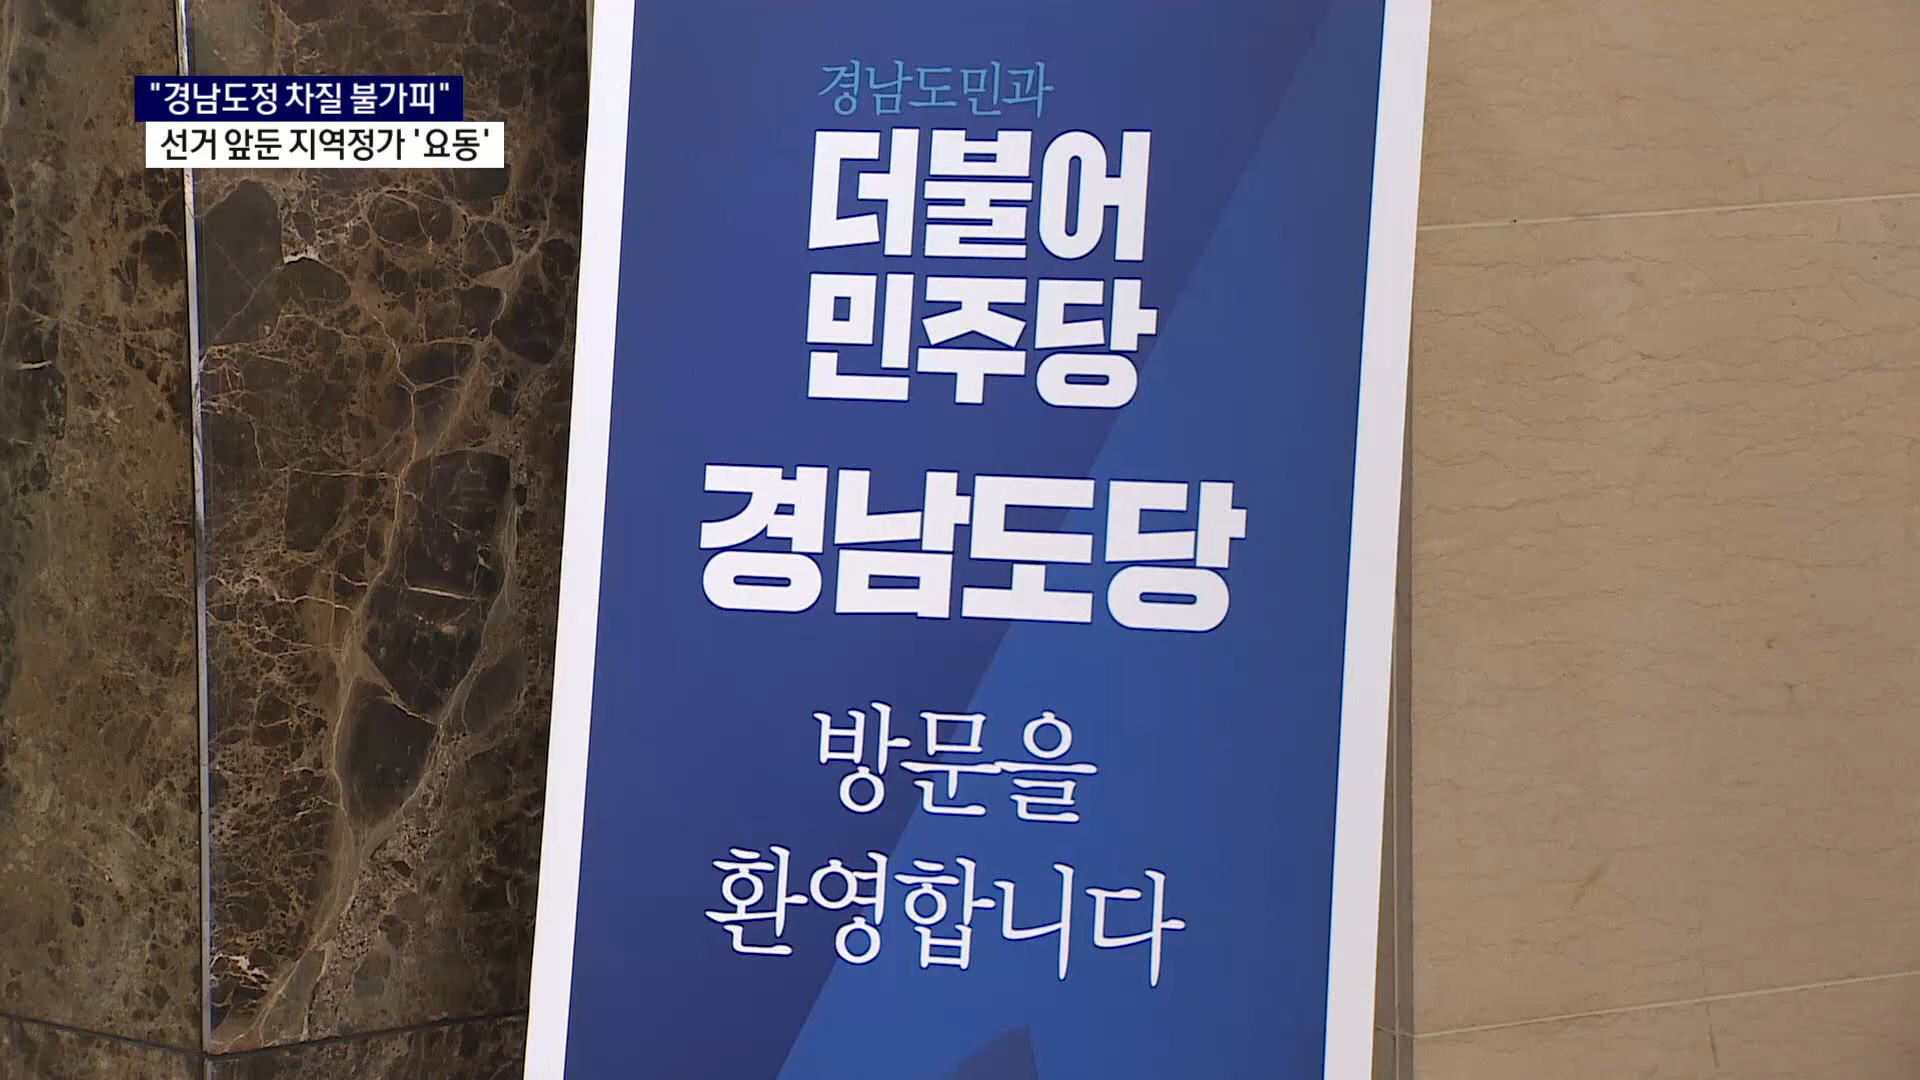 "경남도정 차질 불가피"
선거 앞둔 지역정가 '요동'
경남도민과
더불어
민주당
경남도당
방문을
환영합니다